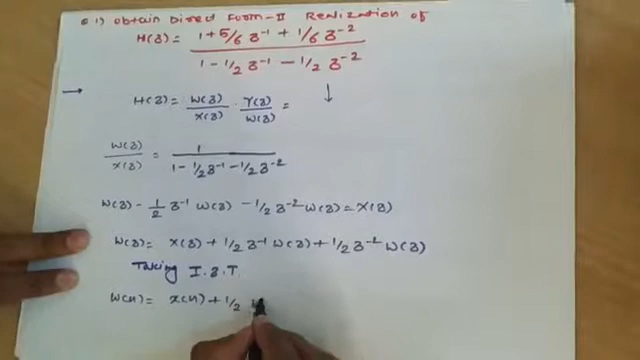 Q 1) Obtain Direct Form-II Realization of
H(z) = 1 + 5/6 z⁻¹ + 1/6 z⁻²
1 - 1/2 z⁻¹ - 1/2 z⁻²
→ H(z) = W(z)/X(z) · Y(z)/W(z) = ↓
W(z)/X(z) = 1 / 1 - 1/2 z⁻¹ - 1/2 z⁻²
W(z) - 1/2 z⁻¹ W(z) - 1/2 z⁻² W(z) = X(z)
W(z) = X(z) + 1/2 z⁻¹ W(z) + 1/2 z⁻² W(z)
Taking I.Z.T.
W(n) = x(n) + 1/2